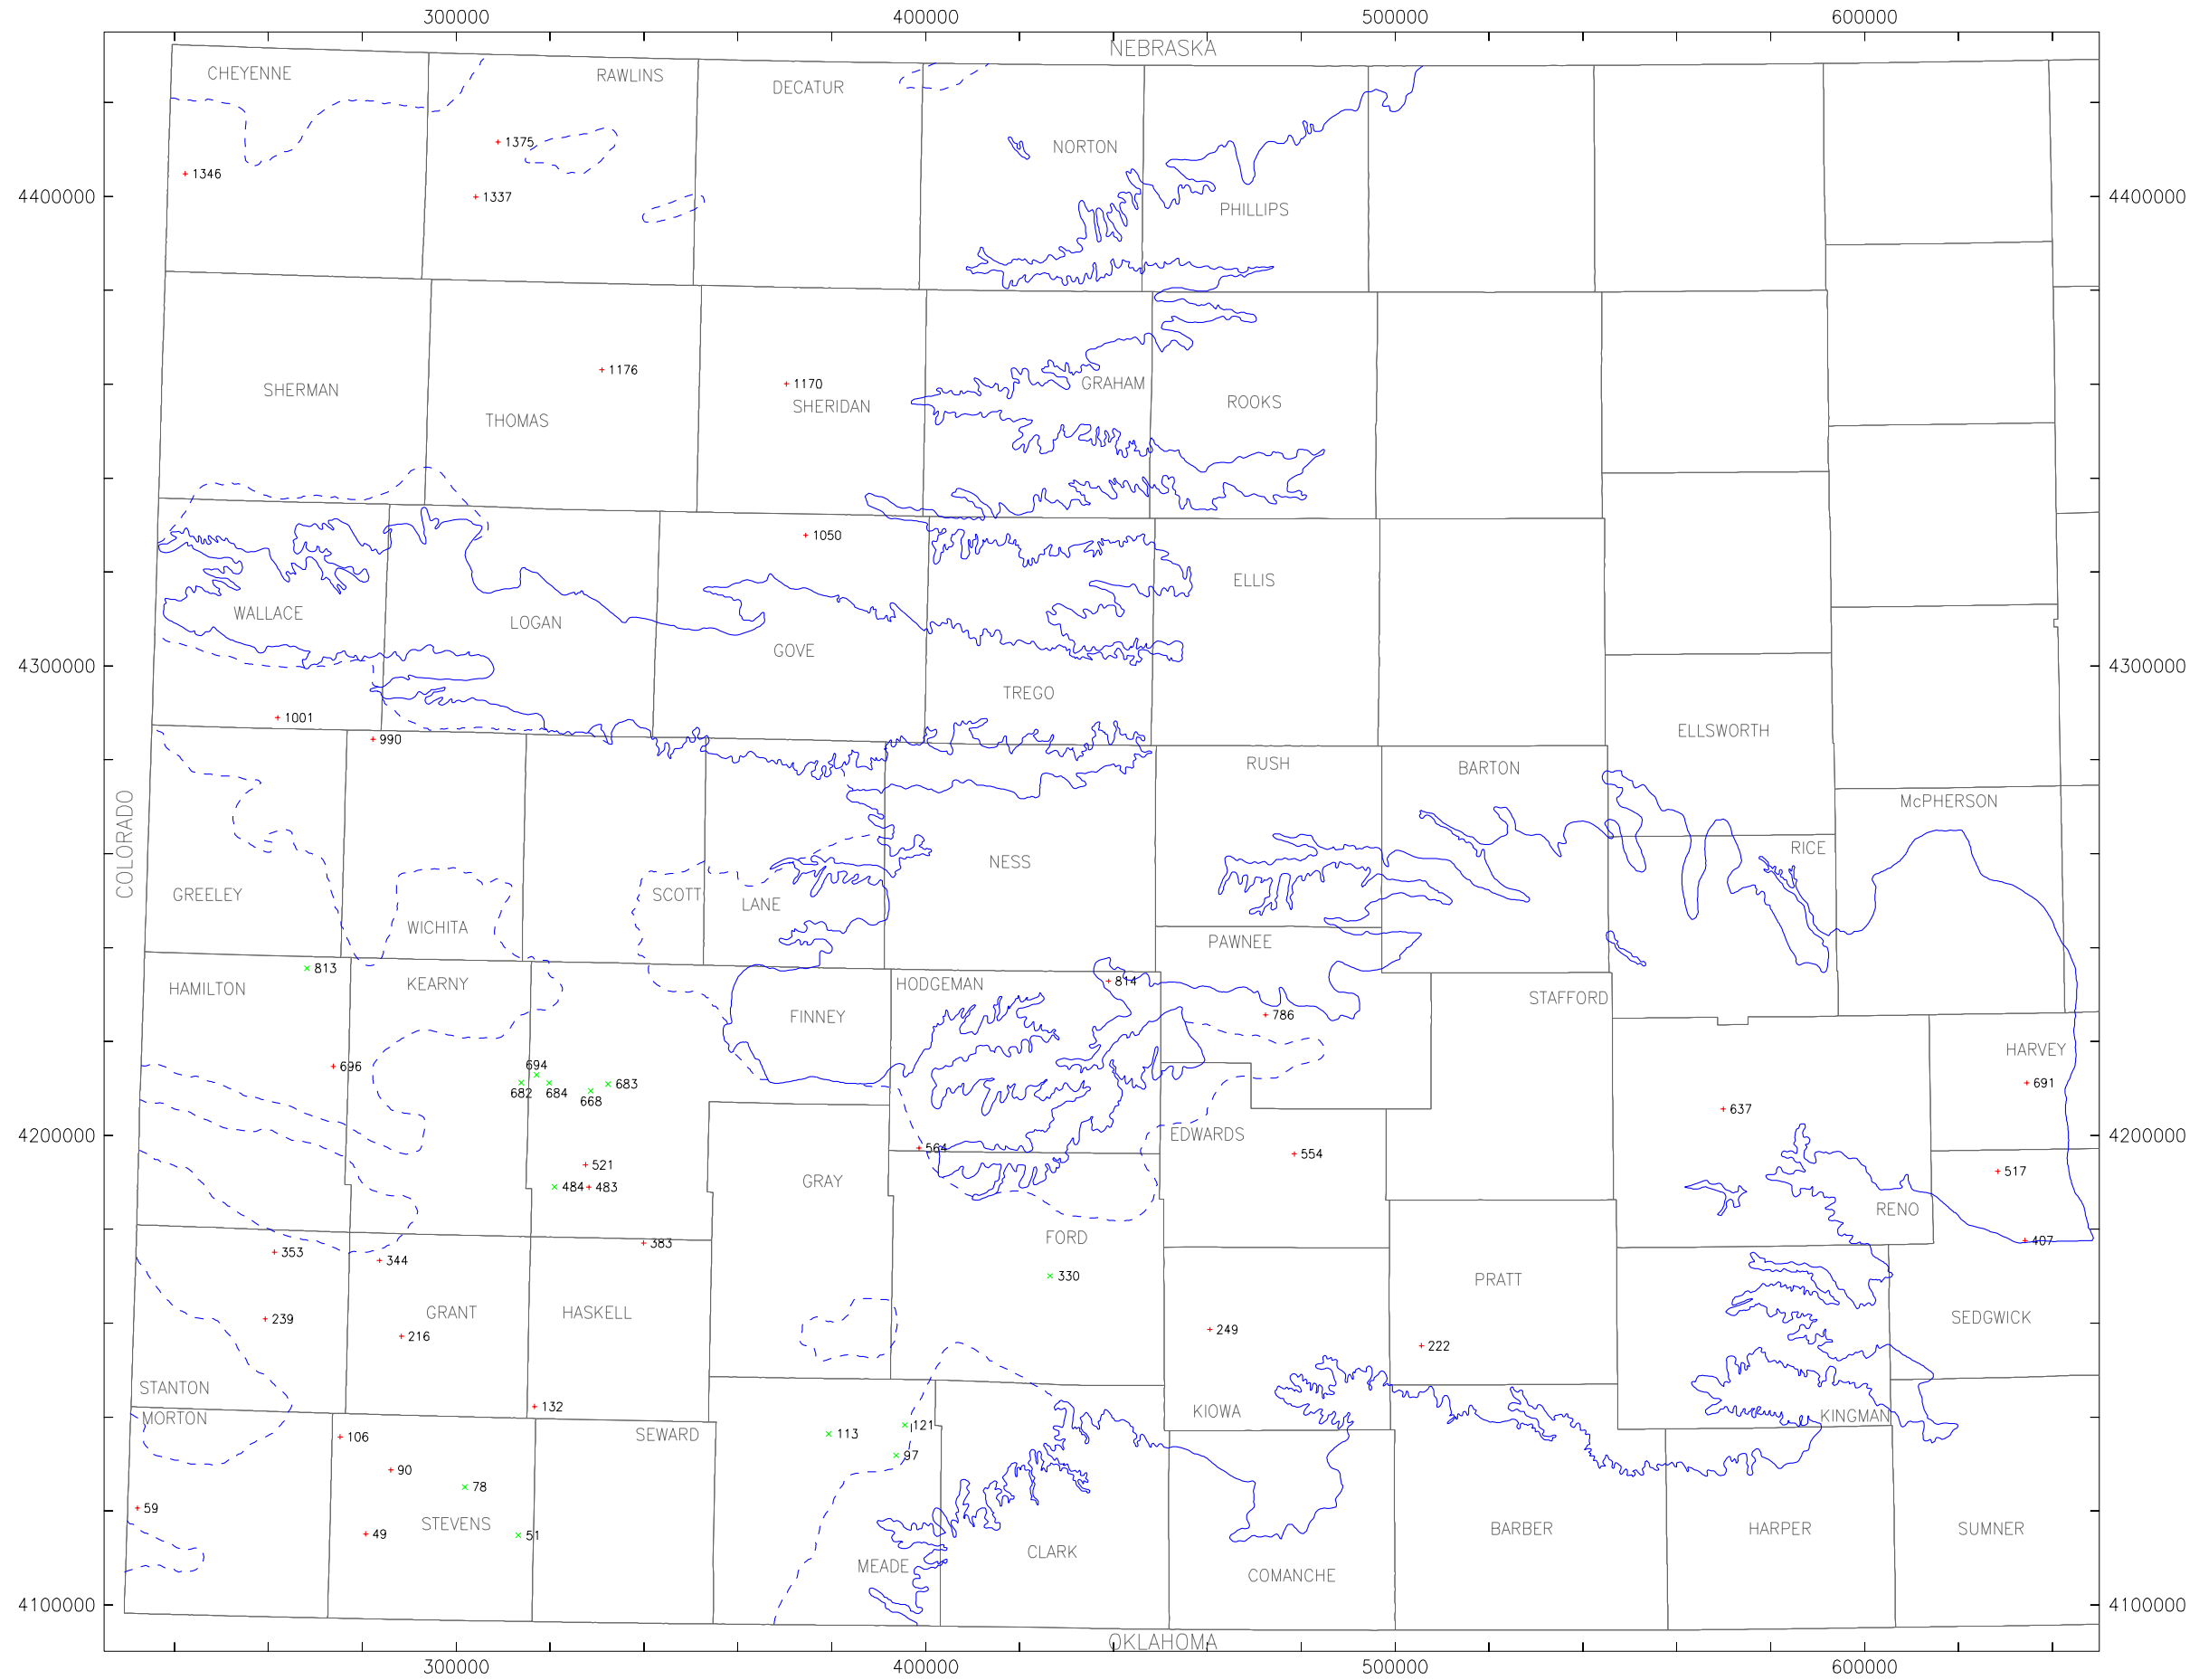 300000 400000 500000 600000
NEBRASKA
CHEYENNE
RAWLINS
DECATUR
1375
NORTON
1346
4400000
1337
4400000
PHILLIPS
1176
1170
SHERMAN
GRAHAM
SHERIDAN
ROOKS
THOMAS
1050
ELLIS
WALLACE
LOGAN
GOVE
4300000
4300000
TREGO
1001
990
ELLSWORTH
RUSH
BARTON
COLORADO
McPHERSON
RICE
NESS
GREELEY
SCOTT
LANE
WICHITA
PAWNEE
813
814
HAMILTON
KEARNY
HODGEMAN
STAFFORD
FINNEY
786
HARVEY
696
694
682
684
668
683
691
637
4200000
EDWARDS
4200000
564
554
521
517
484
483
GRAY
RENO
FORD
383
407
353
344
330
PRATT
239
GRANT
HASKELL
SEDGWICK
216
249
222
STANTON
132
KIOWA
KINGMAN
MORTON
106
SEWARD
113
121
97
90
78
59
STEVENS
49
51
BARBER
HARPER
SUMNER
MEADE
CLARK
COMANCHE
4100000
4100000
OKLAHOMA
300000 400000 500000 600000